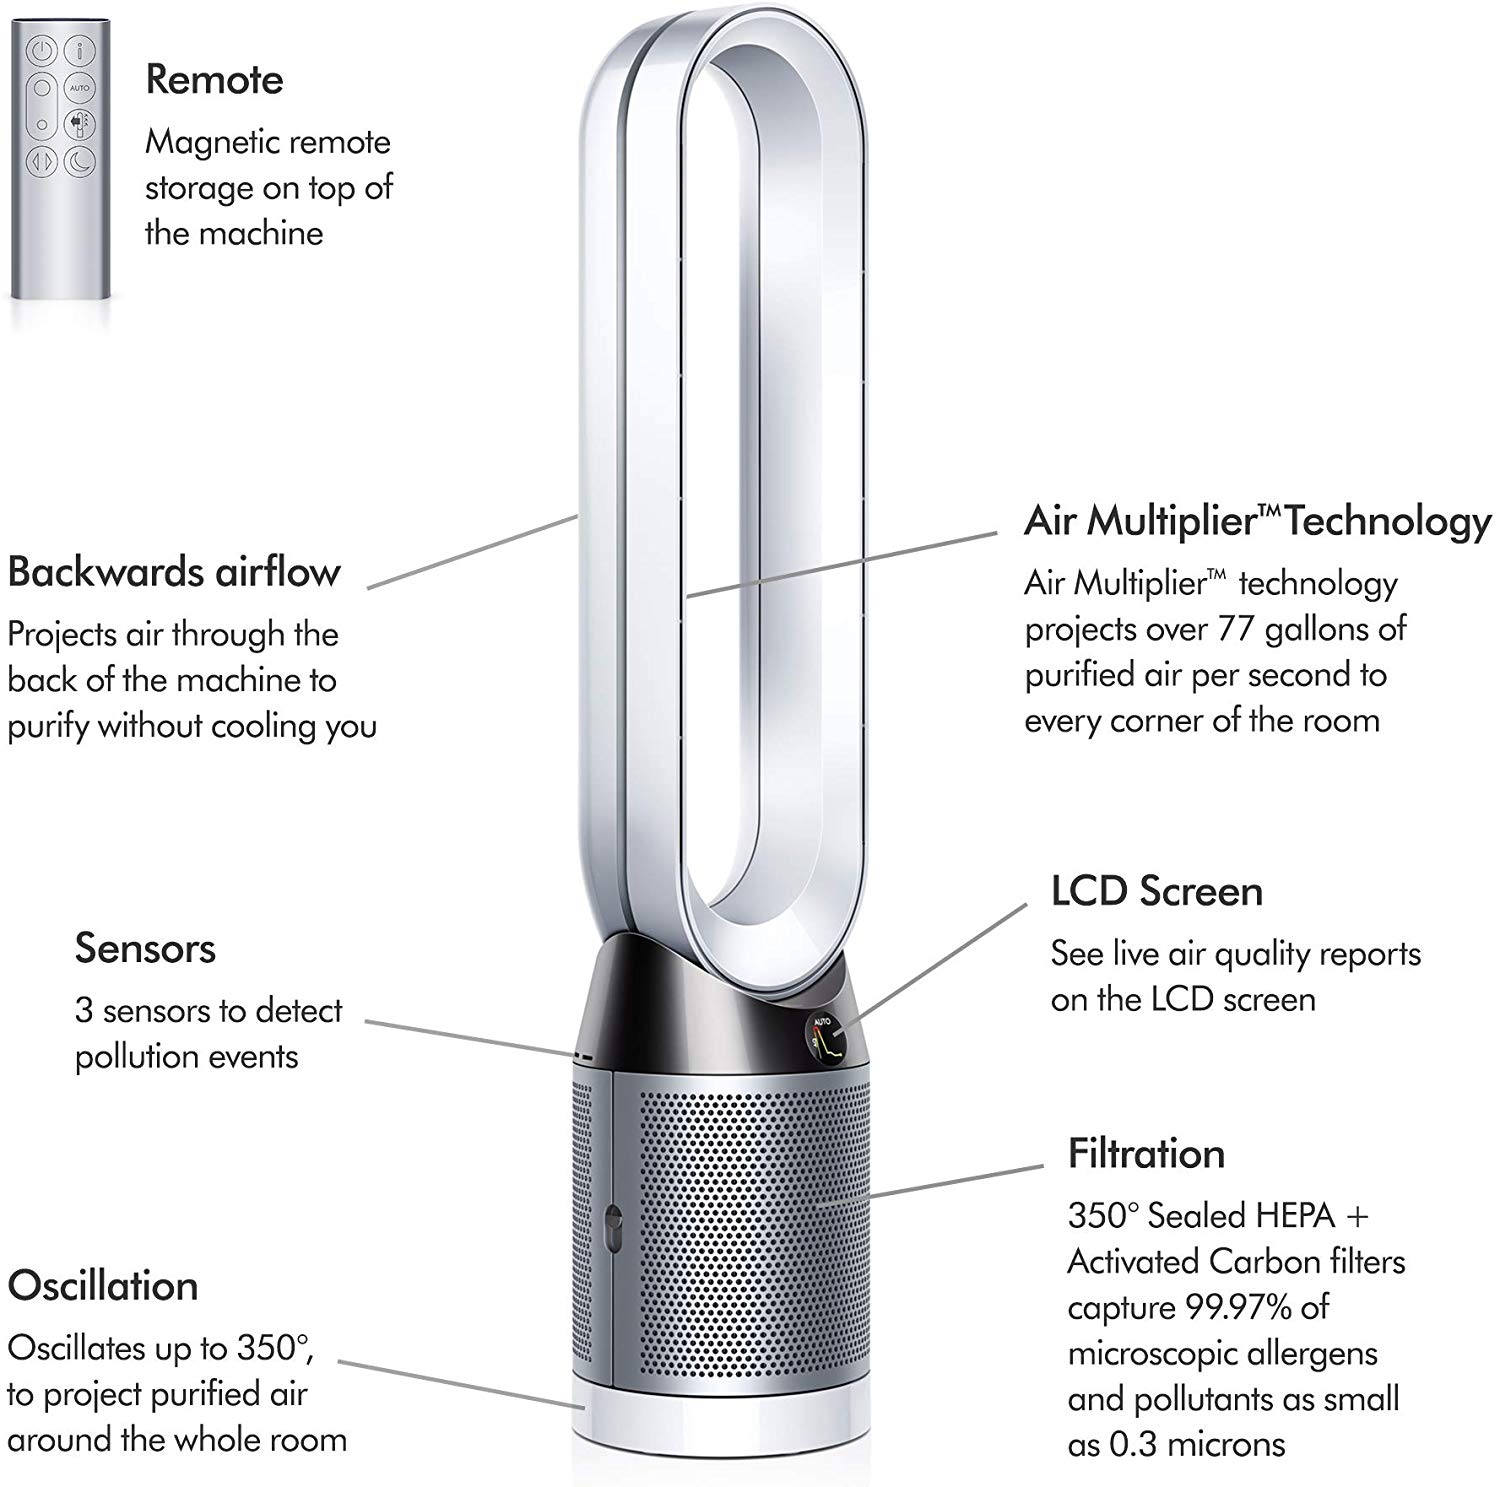 AUTO
Remote
Magnetic remote
storage on top of
the machine
Air Multiplier™ Technology
Air Multiplier™ technology
projects over 77 gallons of
purified air per second to
every corner of the room
Backwards airflow
Projects air through the
back of the machine to
purify without cooling you
LCD Screen
See live air quality reports
on the LCD screen
Sensors
3 sensors to detect
pollution events
AUTO
Filtration
350° Sealed HEPA +
Activated Carbon filters
capture 99.97% of
microscopic allergens
and pollutants as small
as 0.3 microns
Oscillation
Oscillates up to 350°,
to project purified air
around the whole room